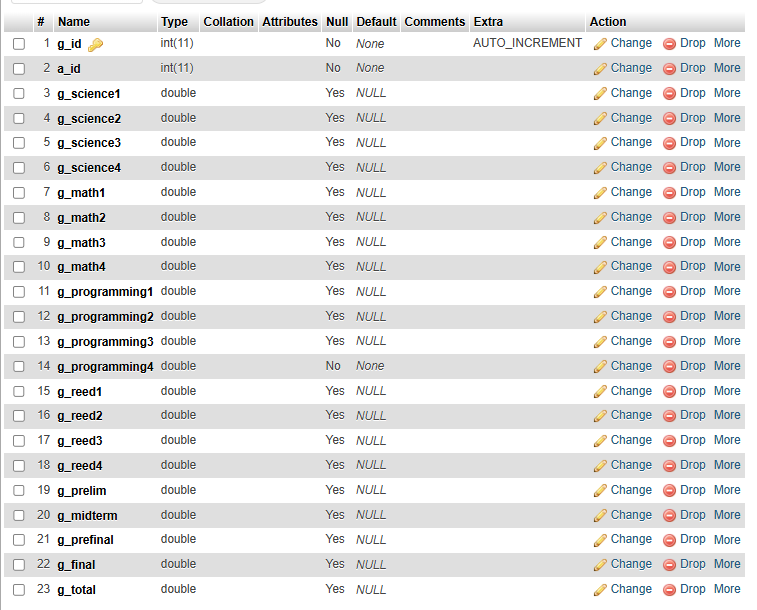 # Name Type Collation Attributes Null Default Comments Extra Action
1 g_id int(11) No None AUTO_INCREMENT Change Drop More
2 a_id int(11) No None Change Drop More
3 g_science1 double Yes NULL Change Drop More
4 g_science2 double Yes NULL Change Drop More
5 g_science3 double Yes NULL Change Drop More
6 g_science4 double Yes NULL Change Drop More
7 g_math1 double Yes NULL Change Drop More
8 g_math2 double Yes NULL Change Drop More
9 g_math3 double Yes NULL Change Drop More
10 g_math4 double Yes NULL Change Drop More
11 g_programming1 double Yes NULL Change Drop More
12 g_programming2 double Yes NULL Change Drop More
13 g_programming3 double Yes NULL Change Drop More
14 g_programming4 double No None Change Drop More
15 g_reed1 double Yes NULL Change Drop More
16 g_reed2 double Yes NULL Change Drop More
17 g_reed3 double Yes NULL Change Drop More
18 g_reed4 double Yes NULL Change Drop More
19 g_prelim double Yes NULL Change Drop More
20 g_midterm double Yes NULL Change Drop More
21 g_prefinal double Yes NULL Change Drop More
22 g_final double Yes NULL Change Drop More
23 g_total double Yes NULL Change Drop More